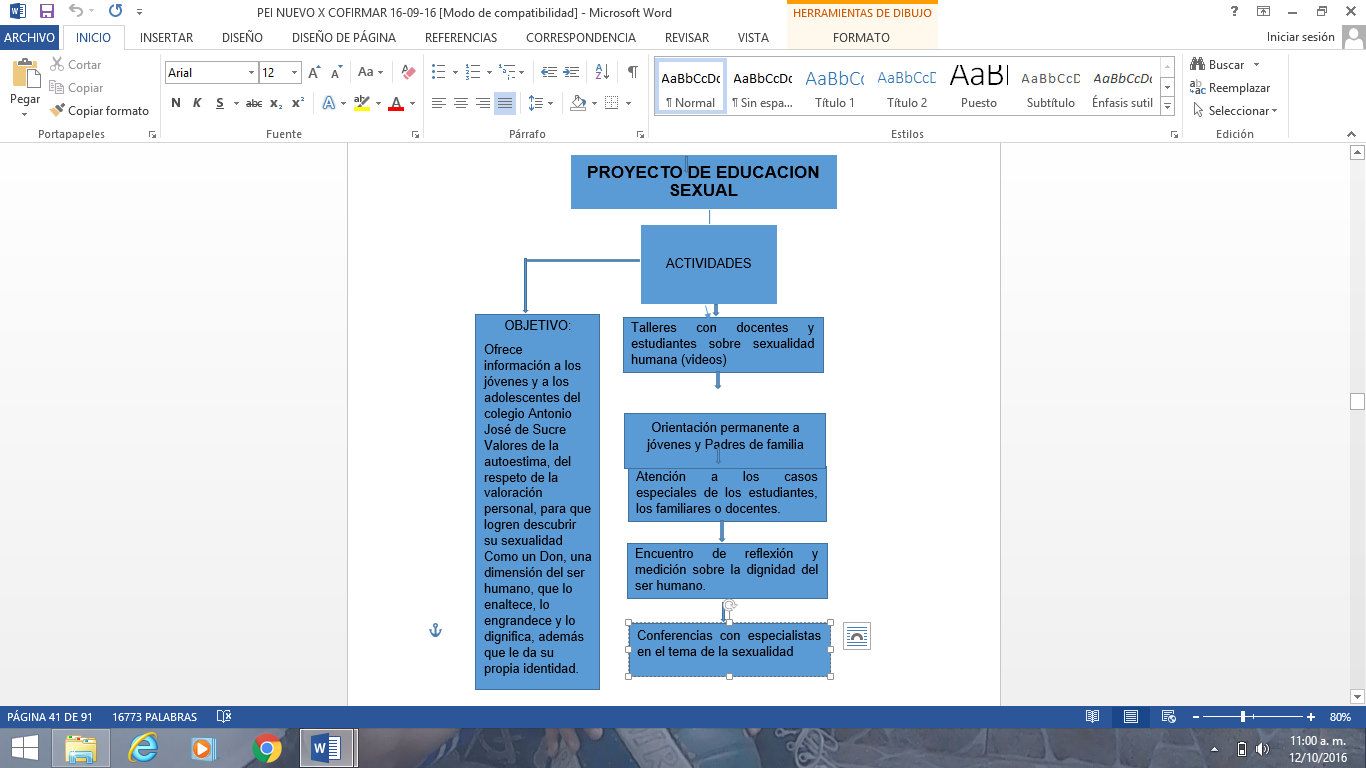 PEI NUEVO X COFIRMAR 16-09-16 [Modo de compatibilidad] - Microsoft Word
HERRAMIENTAS DE DIBUJO
ARCHIVO INICIO INSERTAR DISEÑO DISEÑO DE PÁGINA REFERENCIAS CORRESPONDENCIA REVISAR VISTA FORMATO Iniciar sesión
Pegar
Cortar
Copiar
Copiar formato
Portapapeles
Arial 12
N K S abc x₂ x²
Fuente
Párrafo
AaBbCcDc AaBbCcDc AaBbCc AaBbCcD AaB AaBbCcD AaBbCcDc
¶ Normal ¶ Sin espa... Título 1 Título 2 Puesto Subtítulo Énfasis sutil
Estilos
Buscar
Reemplazar
Seleccionar
Edición
PROYECTO DE EDUCACION
SEXUAL
ACTIVIDADES
OBJETIVO:
Ofrece
información a los
jóvenes y a los
adolescentes del
colegio Antonio
José de Sucre
Valores de la
autoestima, del
respeto de la
valoración
personal, para que
logren descubrir
su sexualidad
Como un Don, una
dimensión del ser
humano, que lo
enaltece, lo
engrandece y lo
dignifica, además
que le da su
propia identidad.
Talleres con docentes y
estudiantes sobre sexualidad
humana (videos)
Orientación permanente a
jóvenes y Padres de familia
Atención a los casos
especiales de los estudiantes,
los familiares o docentes.
Encuentro de reflexión y
medición sobre la dignidad del
ser humano.
Conferencias con especialistas
en el tema de la sexualidad
PÁGINA 41 DE 91 16773 PALABRAS 80%
11:00 a. m.
12/10/2016